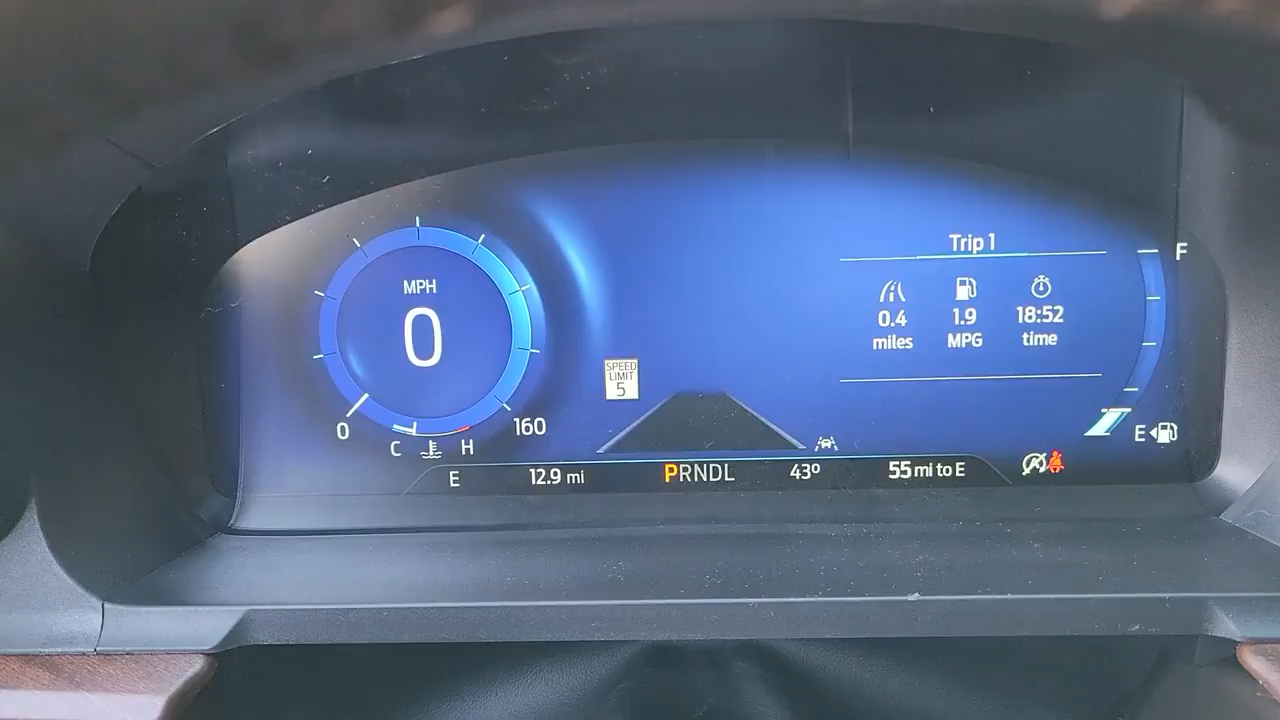 MPH
0
0
160
C
H
SPEED
LIMIT
5
Trip 1
0.4
miles
1.9
MPG
18:52
time
F
E
E
12.9 mi
PRNDL
43º
55 mi to E